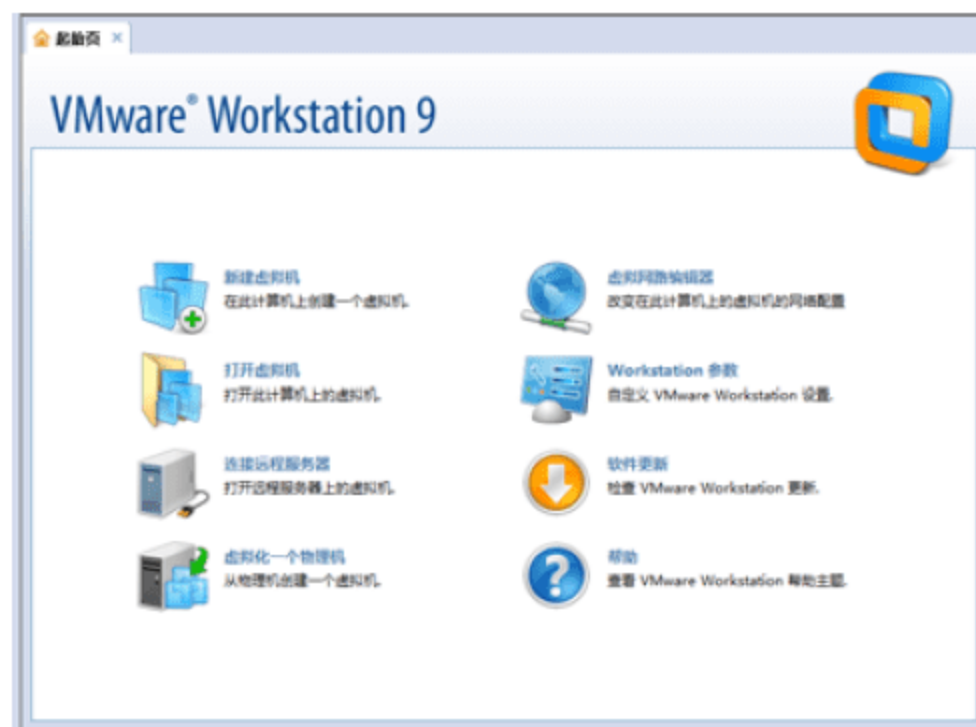 起始页
VMware® Workstation 9
新建虚拟机
在此计算机上创建一个虚拟机。
打开虚拟机
打开此计算机上的虚拟机。
连接远程服务器
打开远程服务器上的虚拟机。
虚拟化一个物理机
从物理机创建一个虚拟机。
虚拟网路编辑器
改变在此计算机上的虚拟机的网络配置
Workstation 参数
自定义 VMware Workstation 设置。
软件更新
检查 VMware Workstation 更新。
帮助
查看 VMware Workstation 帮助主题。